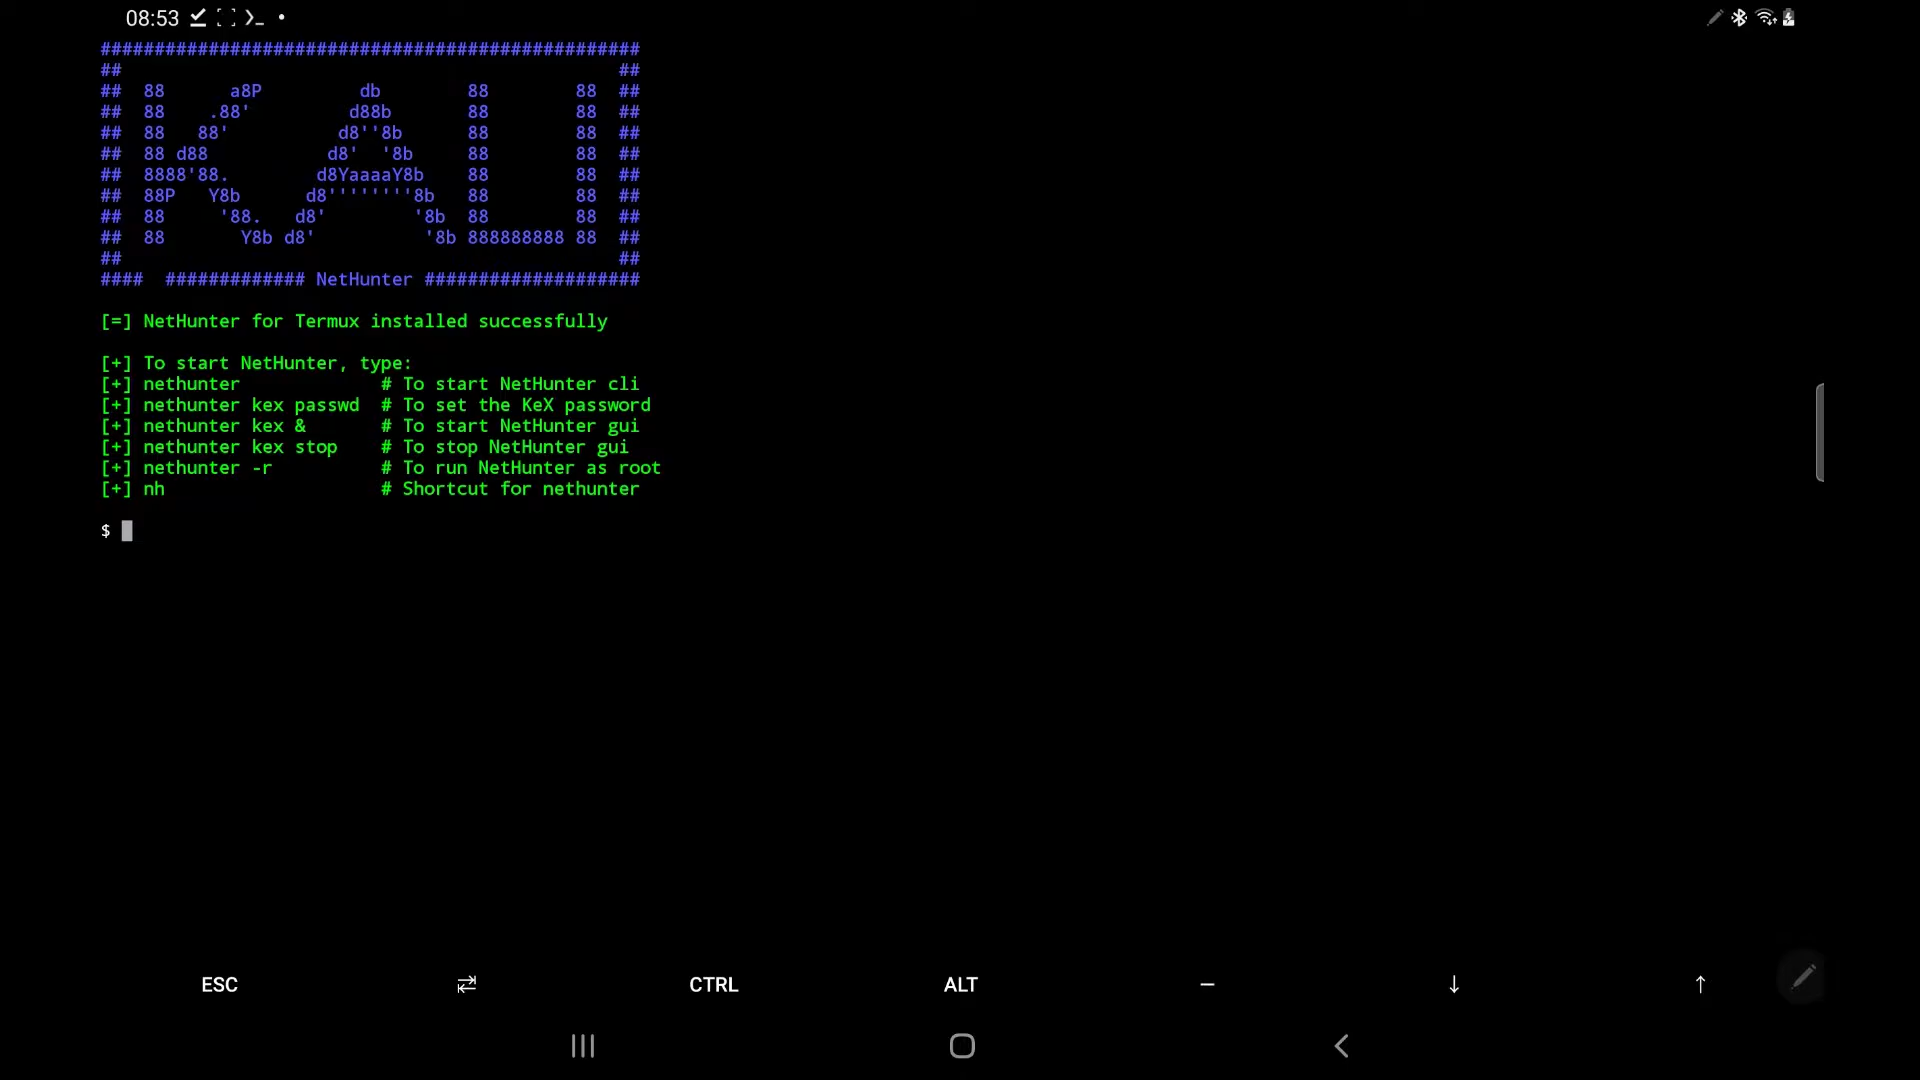 08:53
##################################################
##                                              ##
##  88      a8P         db        88        88  ##
##  88    .88'         d88b       88        88  ##
##  88   88'          d8''8b      88        88  ##
##  88 d88           d8'  '8b     88        88  ##
##  8888'88.        d8YaaaaY8b    88        88  ##
##  88P   Y8b      d8''''''''8b   88        88  ##
##  88     '88.   d8'        '8b  88        88  ##
##  88       Y8b d8'          '8b 888888888 88  ##
##                                              ##
####  ############# NetHunter ####################
[=] NetHunter for Termux installed successfully
[+] To start NetHunter, type:
[+] nethunter             # To start NetHunter cli
[+] nethunter kex passwd  # To set the KeX password
[+] nethunter kex &       # To start NetHunter gui
[+] nethunter kex stop    # To stop NetHunter gui
[+] nethunter -r          # To run NetHunter as root
[+] nh                    # Shortcut for nethunter
$
ESC ⇄ CTRL ALT — ↓ ↑